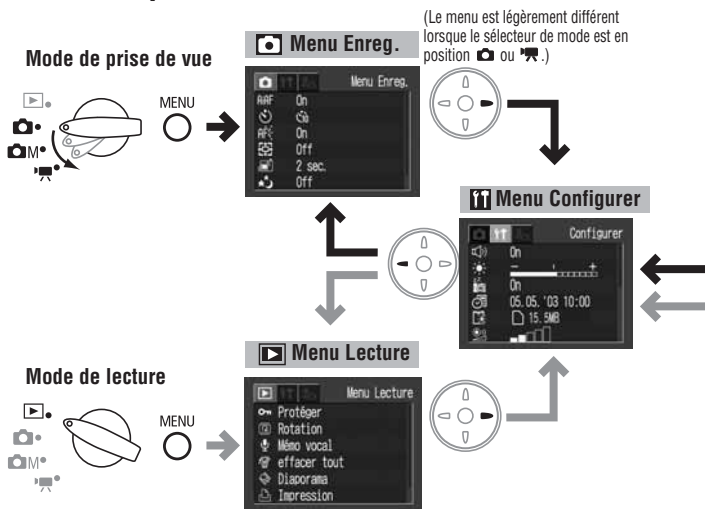 (Le menu est légèrement différent
lorsque le sélecteur de mode est en
position ou .)
Menu Enreg.
Mode de prise de vue
MENU
M
Menu Enreg.
AAF On
AF On
Off
2 sec.
Off
Menu Configurer
Configurer
On
- +
On
05.05.'03 10:00
15.5MB
Menu Lecture
Mode de lecture
MENU
M
Menu Lecture
Protéger
Rotation
Mémo vocal
effacer tout
Diaporama
Impression